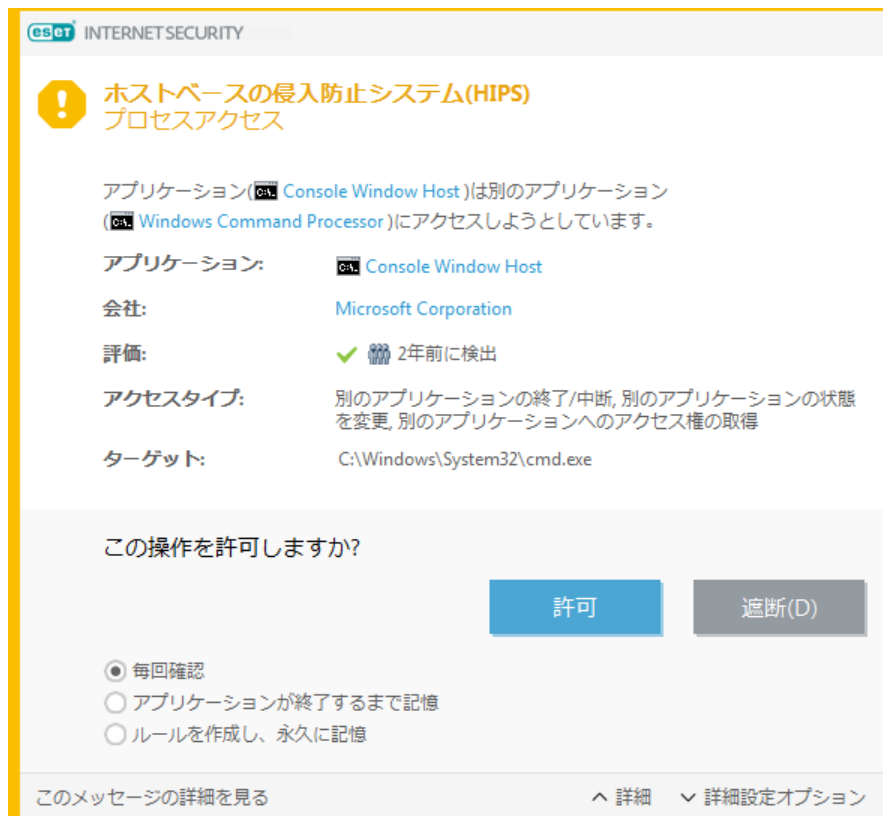 eseT INTERNET SECURITY
ホストベースの侵入防止システム(HIPS)
プロセスアクセス
アプリケーション( C:\. Console Window Host )は別のアプリケーション
( C:\. Windows Command Processor )にアクセスしようとしています。
アプリケーション: C:\. Console Window Host
会社: Microsoft Corporation
評価: 2年前に検出
アクセスタイプ: 別のアプリケーションの終了/中断, 別のアプリケーションの状態
を変更, 別のアプリケーションへのアクセス権の取得
ターゲット: C:\Windows\System32\cmd.exe
この操作を許可しますか?
許可 遮断(D)
毎回確認
アプリケーションが終了するまで記憶
ルールを作成し、永久に記憶
このメッセージの詳細を見る 詳細 詳細設定オプション